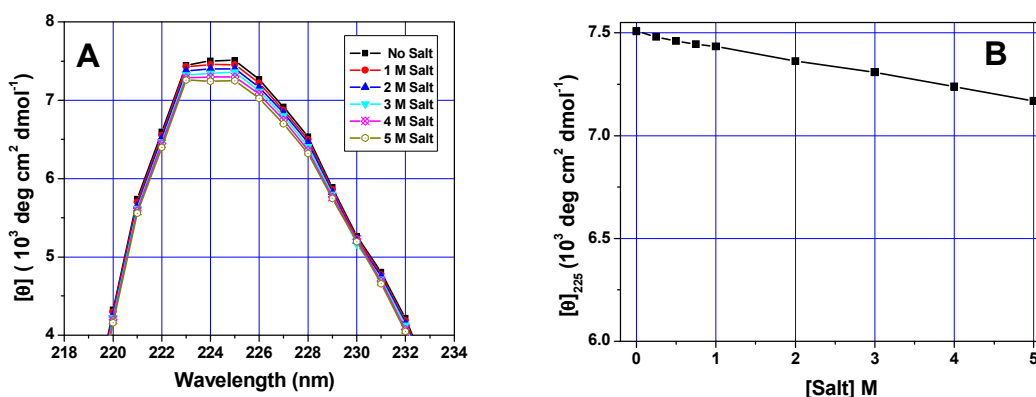 A
[θ] ( 10³ deg cm² dmol⁻¹)
8
7
6
5
4
No Salt
1 M Salt
2 M Salt
3 M Salt
4 M Salt
5 M Salt
218 220 222 224 226 228 230 232 234
Wavelength (nm)
B
[θ]₂₂₅ (10³ deg cm² dmol⁻¹)
7.5
7.0
6.5
6.0
0 1 2 3 4 5
[Salt] M